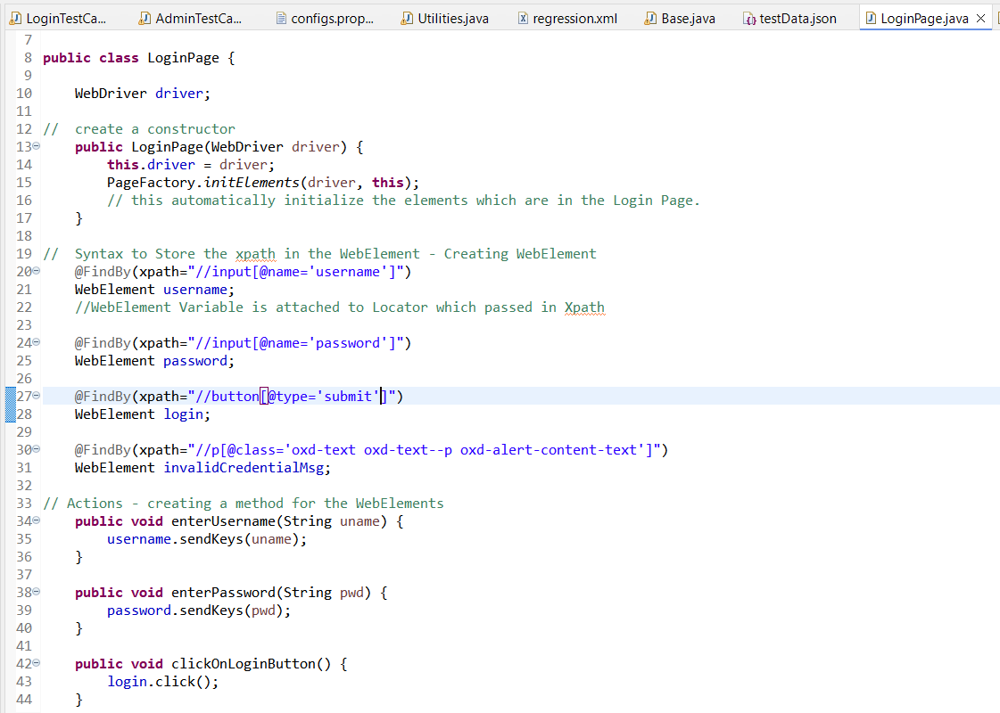 LoginTestCa... AdminTestCa... configs.prop... Utilities.java regression.xml Base.java testData.json LoginPage.java
7
8 public class LoginPage {
9
10     WebDriver driver;
11
12 //  create a constructor
13     public LoginPage(WebDriver driver) {
14         this.driver = driver;
15         PageFactory.initElements(driver, this);
16         // this automatically initialize the elements which are in the Login Page.
17     }
18
19 //  Syntax to Store the xpath in the WebElement - Creating WebElement
20     @FindBy(xpath="//input[@name='username']")
21     WebElement username;
22     //WebElement Variable is attached to Locator which passed in Xpath
23
24     @FindBy(xpath="//input[@name='password']")
25     WebElement password;
26
27     @FindBy(xpath="//button[@type='submit']")
28     WebElement login;
29
30     @FindBy(xpath="//p[@class='oxd-text oxd-text--p oxd-alert-content-text']")
31     WebElement invalidCredentialMsg;
32
33 // Actions - creating a method for the WebElements
34     public void enterUsername(String uname) {
35         username.sendKeys(uname);
36     }
37
38     public void enterPassword(String pwd) {
39         password.sendKeys(pwd);
40     }
41
42     public void clickOnLoginButton() {
43         login.click();
44     }